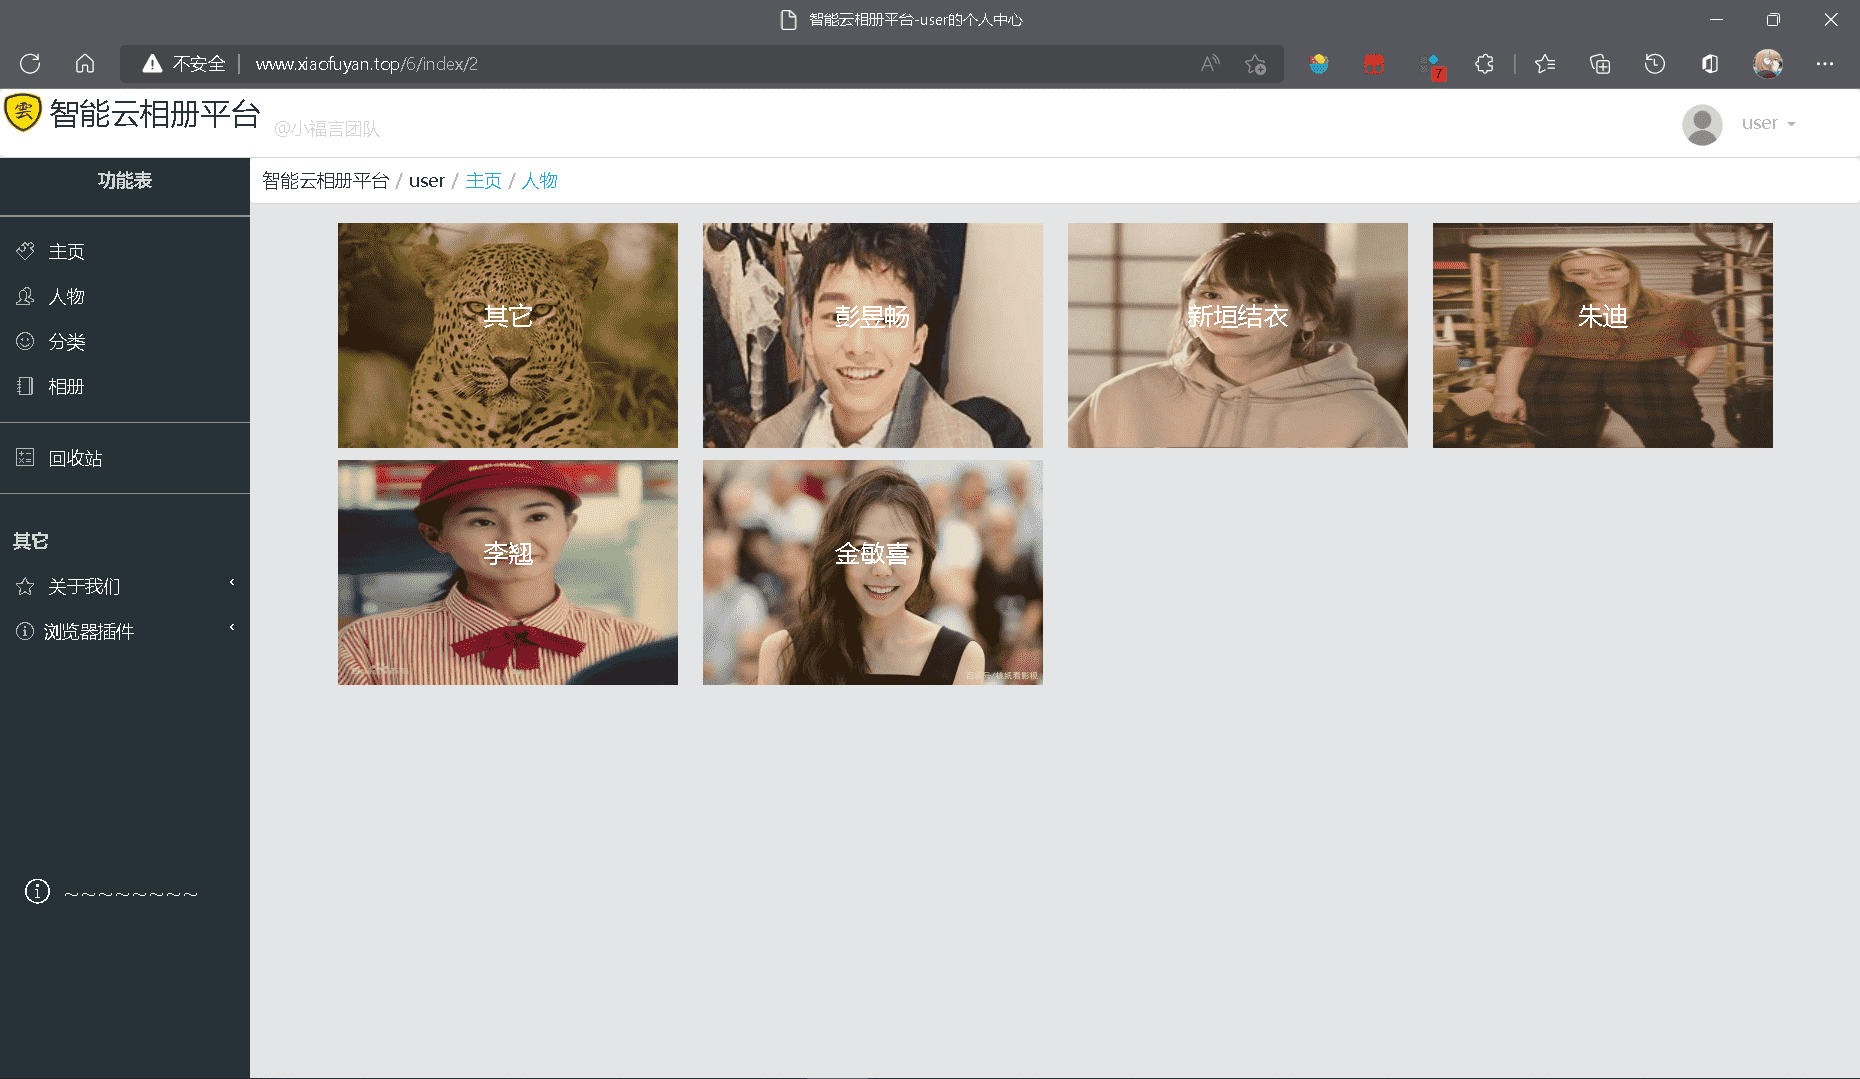 智能云相册平台-user的个人中心
不安全
www.xiaofuyan.top/6/index/2
7
雲
智能云相册平台
@小福言团队
user
功能表
智能云相册平台 / user / 主页 / 人物
主页
人物
分类
相册
回收站
其它
关于我们
浏览器插件
~~~~~~~~
其它
彭昱畅
新垣结衣
朱迪
李翘
金敏喜